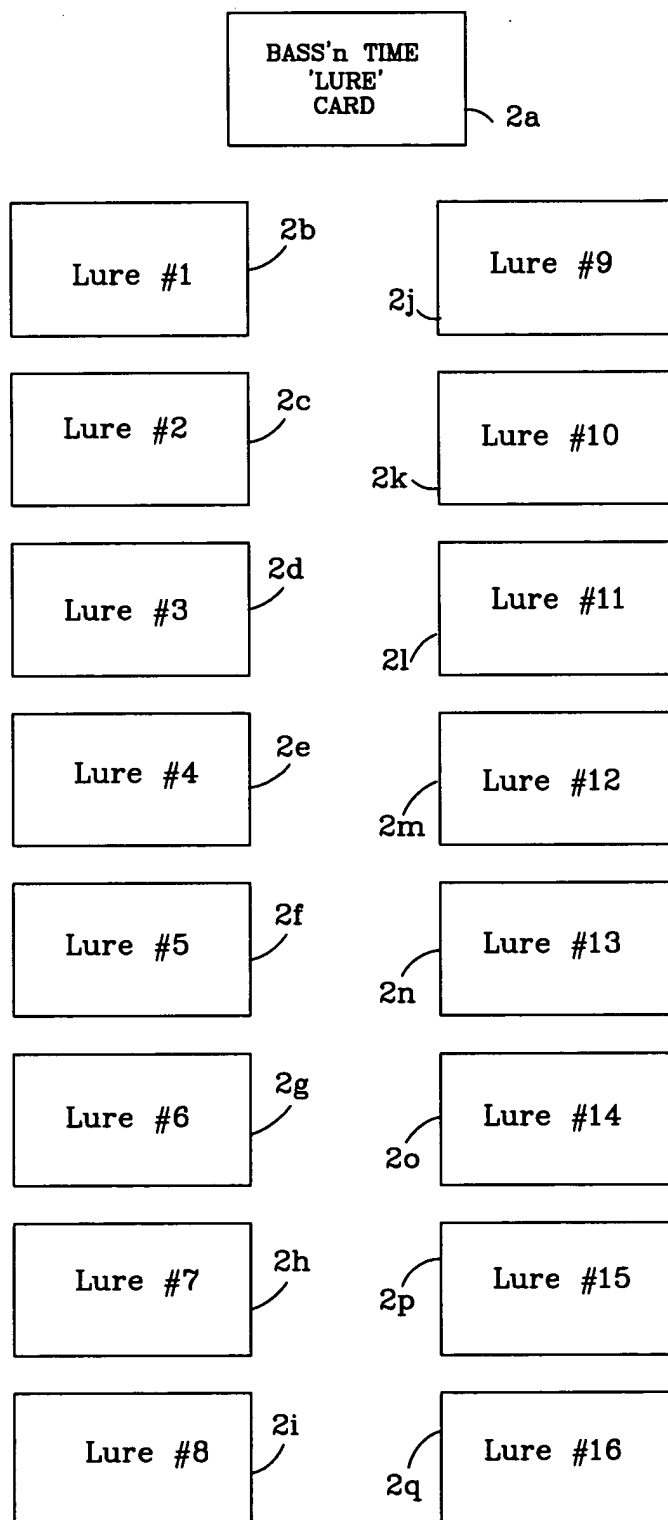 BASS'n TIME
'LURE'
CARD
2a
Lure #1
2b
Lure #2
2c
Lure #3
2d
Lure #4
2e
Lure #5
2f
Lure #6
2g
Lure #7
2h
Lure #8
2i
Lure #9
2j
Lure #10
2k
Lure #11
2l
Lure #12
2m
Lure #13
2n
Lure #14
2o
Lure #15
2p
Lure #16
2q